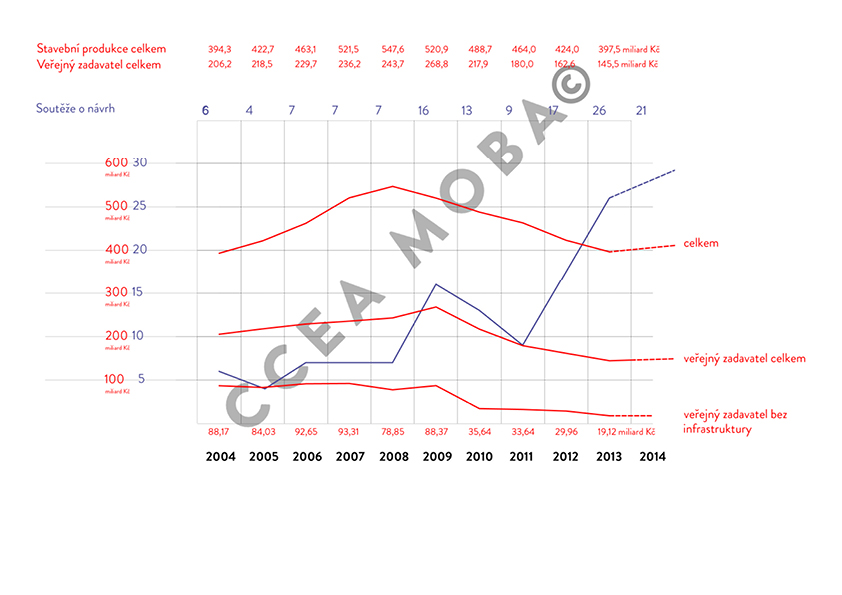 Stavební produkce celkem 394,3 422,7 463,1 521,5 547,6 520,9 488,7 464,0 424,0 397,5 miliard Kč
Veřejný zadavatel celkem 206,2 218,5 229,7 236,2 243,7 268,8 217,9 180,0 162,6 145,5 miliard Kč
Soutěže o návrh 6 4 7 7 7 16 13 9 17 26 21
600 30
miliard Kč
500 25
miliard Kč
400 20
miliard Kč
300 15
miliard Kč
200 10
miliard Kč
100 5
miliard Kč
celkem
veřejný zadavatel celkem
veřejný zadavatel bez
infrastruktury
88,17 84,03 92,65 93,31 78,85 88,37 35,64 33,64 29,96 19,12 miliard Kč
2004 2005 2006 2007 2008 2009 2010 2011 2012 2013 2014
CCEA MOBA ©